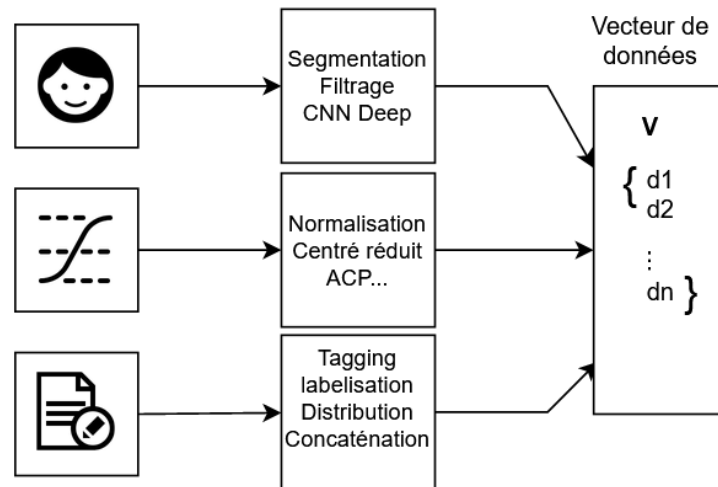 Segmentation
Filtrage
CNN Deep
Normalisation
Centré réduit
ACP...
Tagging
labelisation
Distribution
Concaténation
Vecteur de
données
V
{ d1
d2
⋮
dn }